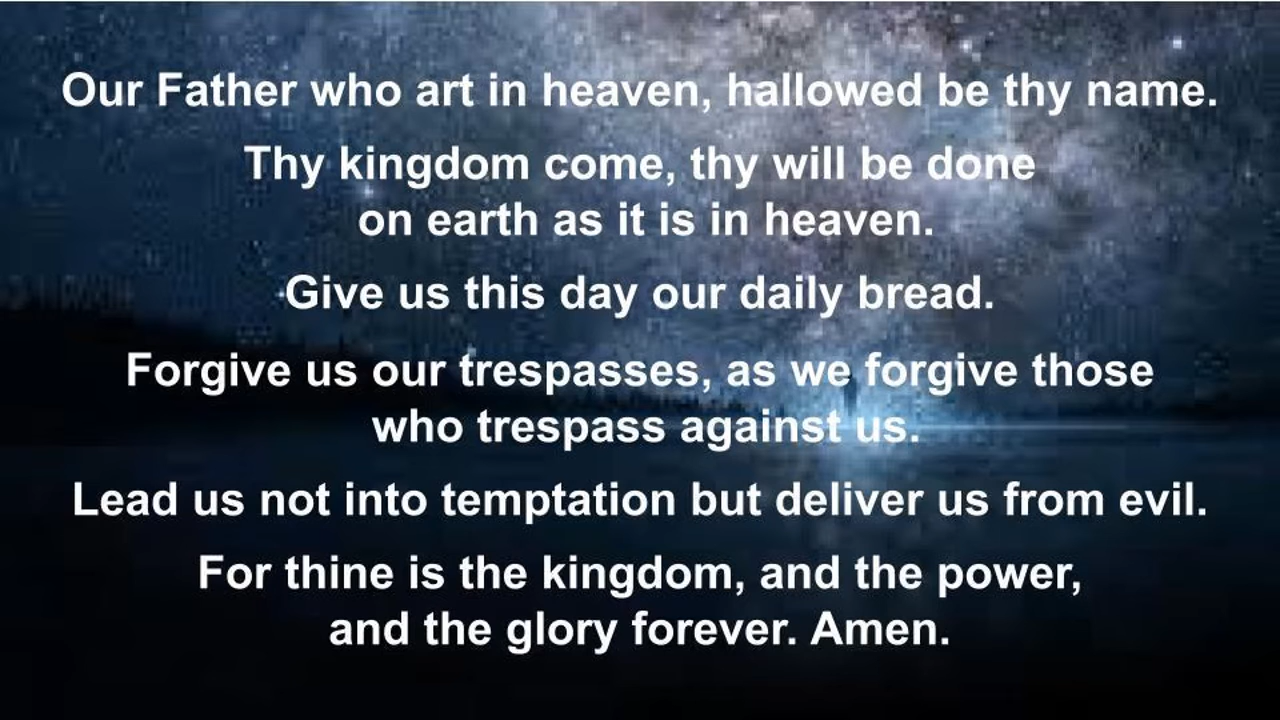 Our Father who art in heaven, hallowed be thy name.
Thy kingdom come, thy will be done
on earth as it is in heaven.
Give us this day our daily bread.
Forgive us our trespasses, as we forgive those
who trespass against us.
Lead us not into temptation but deliver us from evil.
For thine is the kingdom, and the power,
and the glory forever. Amen.